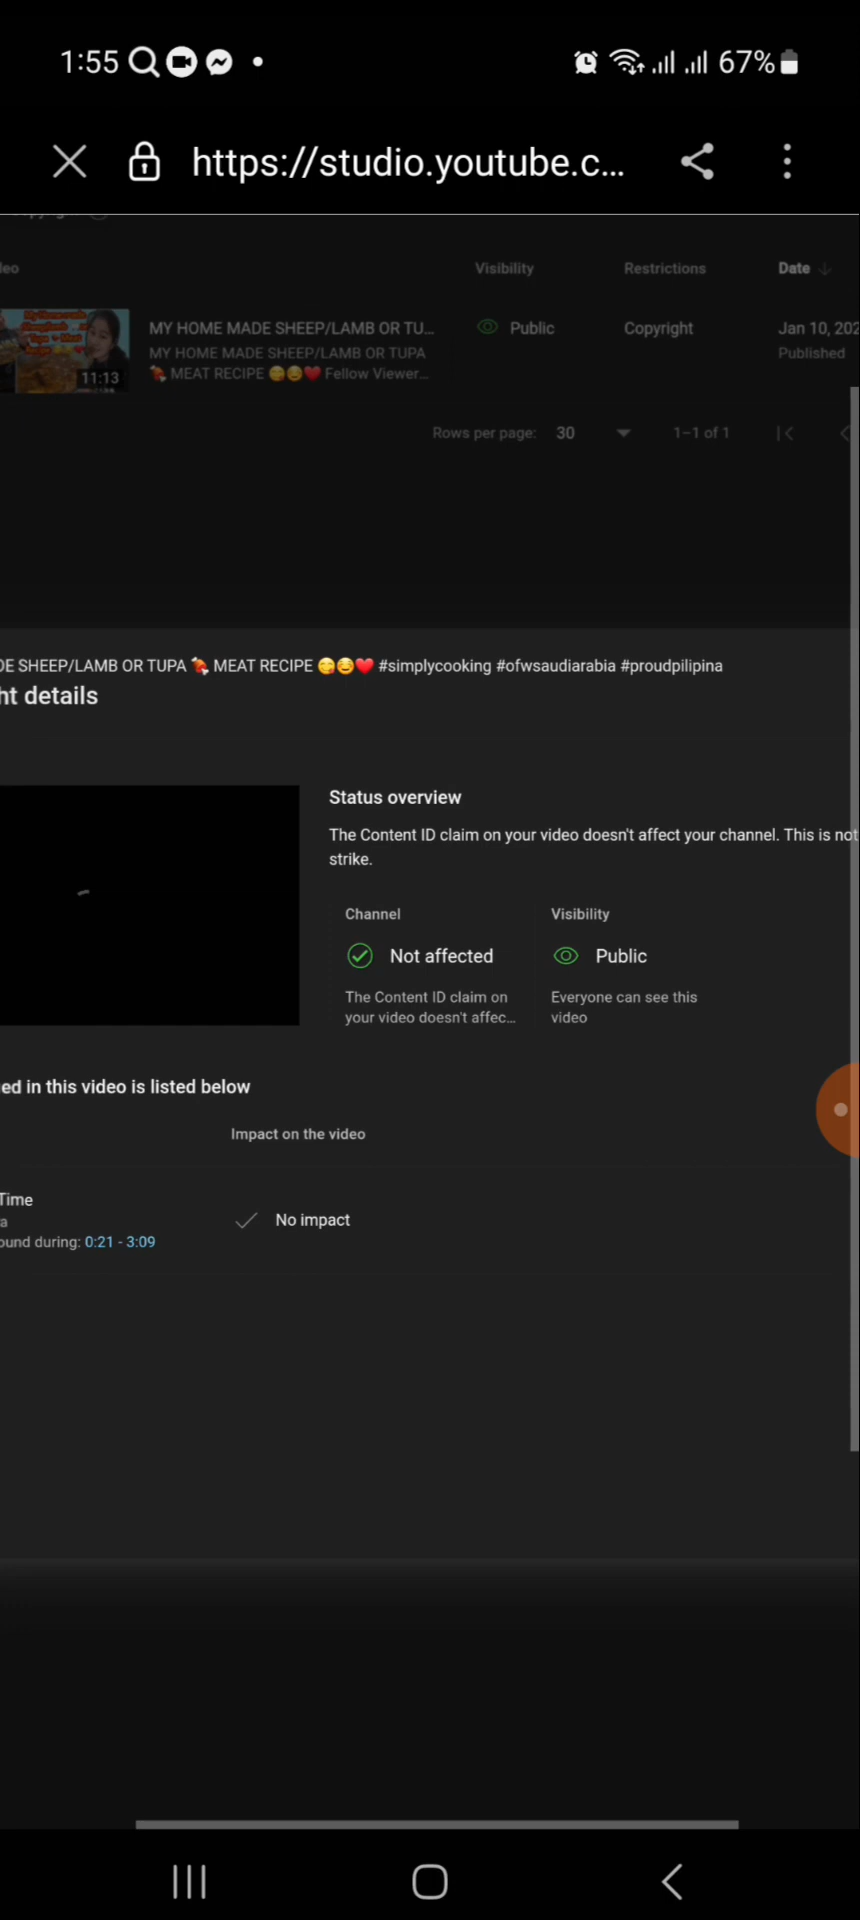 1:55 67%
https://studio.youtube.c...
leo Visibility Restrictions Date
11:13
MY HOME MADE SHEEP/LAMB OR TU... Public Copyright Jan 10, 202
MY HOME MADE SHEEP/LAMB OR TUPA Published
🍖 MEAT RECIPE 😋😊❤️ Fellow Viewer...
Rows per page: 30 1–1 of 1
DE SHEEP/LAMB OR TUPA 🍖 MEAT RECIPE 😋😊❤️ #simplycooking #ofwsaudiarabia #proudpilipina
ht details
Status overview
The Content ID claim on your video doesn't affect your channel. This is not
strike.
Channel Visibility
Not affected Public
The Content ID claim on Everyone can see this
your video doesn't affec... video
ed in this video is listed below
Impact on the video
Time
a No impact
ound during: 0:21 - 3:09